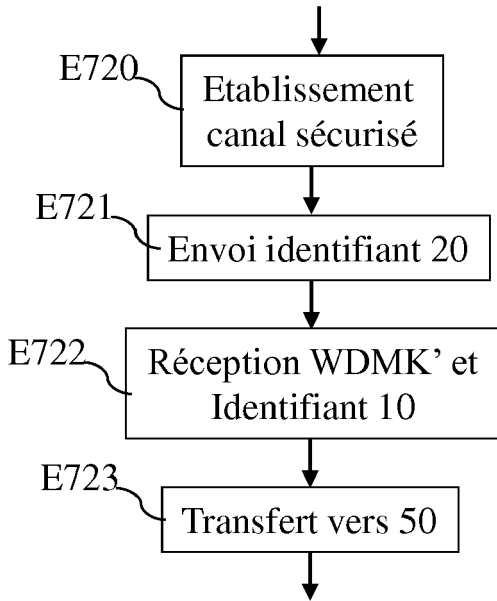 E720
Etablissement
canal sécurisé
E721
Envoi identifiant 20
E722
Réception WDMK’ et
Identifiant 10
E723
Transfert vers 50